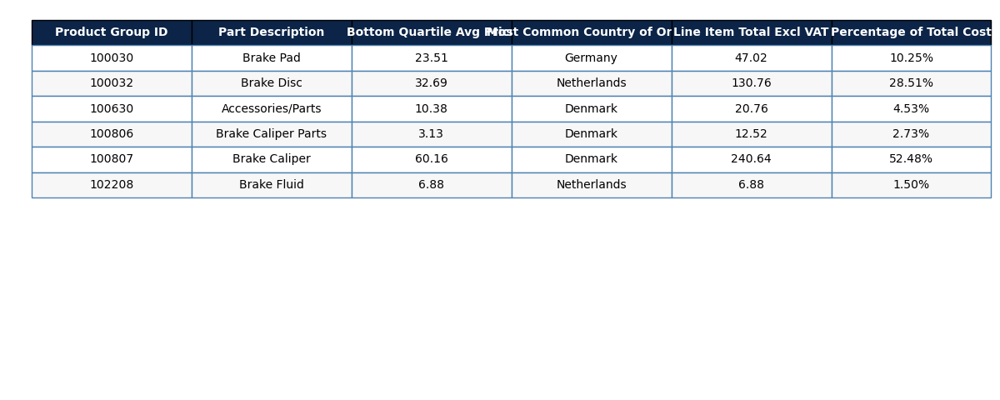 Product Group ID Part Description Bottom Quartile Avg Most Common Country of Or Line Item Total Excl VAT Percentage of Total Cost
100030 Brake Pad 23.51 Germany 47.02 10.25%
100032 Brake Disc 32.69 Netherlands 130.76 28.51%
100630 Accessories/Parts 10.38 Denmark 20.76 4.53%
100806 Brake Caliper Parts 3.13 Denmark 12.52 2.73%
100807 Brake Caliper 60.16 Denmark 240.64 52.48%
102208 Brake Fluid 6.88 Netherlands 6.88 1.50%